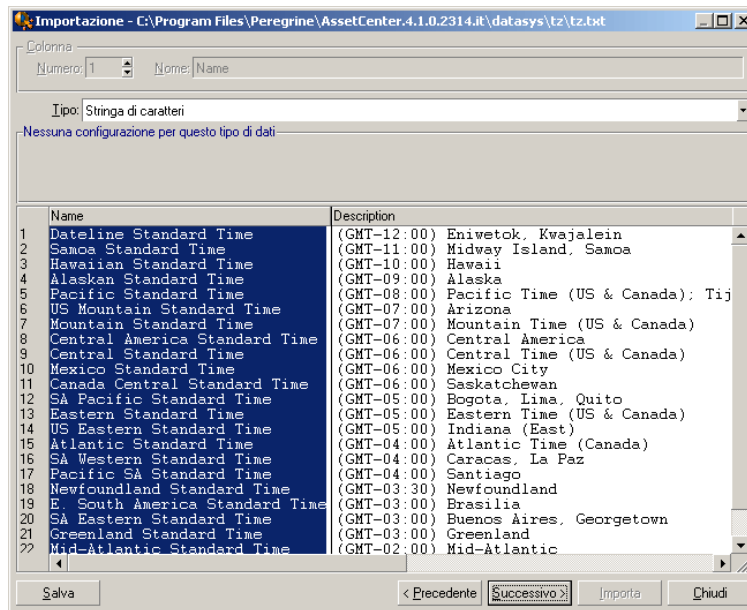 Importazione - C:\Program Files\Peregrine\AssetCenter.4.1.0.2314.it\datasys\tz\tz.txt
Colonna
Numero: 1 Nome: Name
Tipo: Stringa di caratteri
Nessuna configurazione per questo tipo di dati
Name Description
1 Dateline Standard Time (GMT-12:00) Eniwetok, Kwajalein
2 Samoa Standard Time (GMT-11:00) Midway Island, Samoa
3 Hawaiian Standard Time (GMT-10:00) Hawaii
4 Alaskan Standard Time (GMT-09:00) Alaska
5 Pacific Standard Time (GMT-08:00) Pacific Time (US & Canada); Tij
6 US Mountain Standard Time (GMT-07:00) Arizona
7 Mountain Standard Time (GMT-07:00) Mountain Time (US & Canada)
8 Central America Standard Time (GMT-06:00) Central America
9 Central Standard Time (GMT-06:00) Central Time (US & Canada)
10 Mexico Standard Time (GMT-06:00) Mexico City
11 Canada Central Standard Time (GMT-06:00) Saskatchewan
12 SA Pacific Standard Time (GMT-05:00) Bogota, Lima, Quito
13 Eastern Standard Time (GMT-05:00) Eastern Time (US & Canada)
14 US Eastern Standard Time (GMT-05:00) Indiana (East)
15 Atlantic Standard Time (GMT-04:00) Atlantic Time (Canada)
16 SA Western Standard Time (GMT-04:00) Caracas, La Paz
17 Pacific SA Standard Time (GMT-04:00) Santiago
18 Newfoundland Standard Time (GMT-03:30) Newfoundland
19 E. South America Standard Time (GMT-03:00) Brasilia
20 SA Eastern Standard Time (GMT-03:00) Buenos Aires, Georgetown
21 Greenland Standard Time (GMT-03:00) Greenland
22 Mid-Atlantic Standard Time (GMT-02:00) Mid-Atlantic
Salva < Precedente Successivo > Importa Chiudi